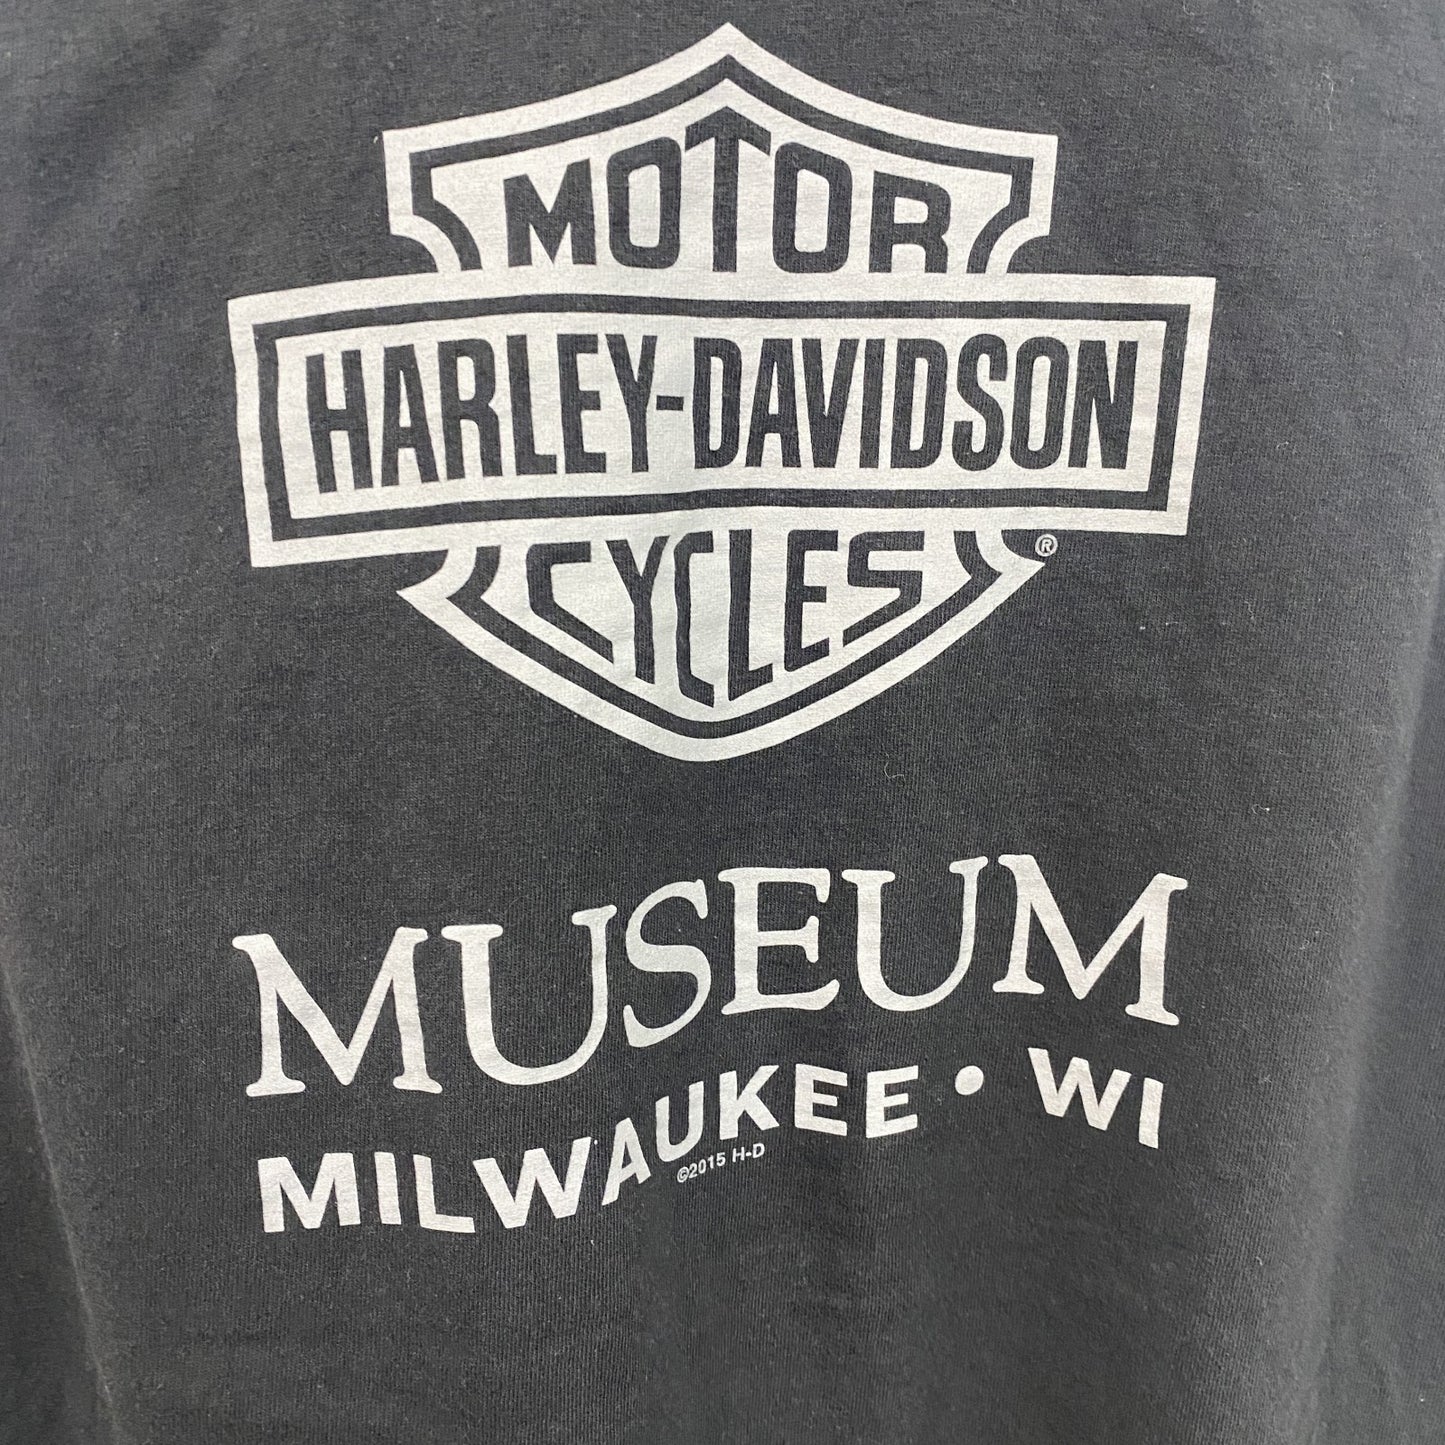 MOTOR
HARLEY-DAVIDSON
CYCLES ®
MUSEUM
MILWAUKEE • WI
©2015 H-D